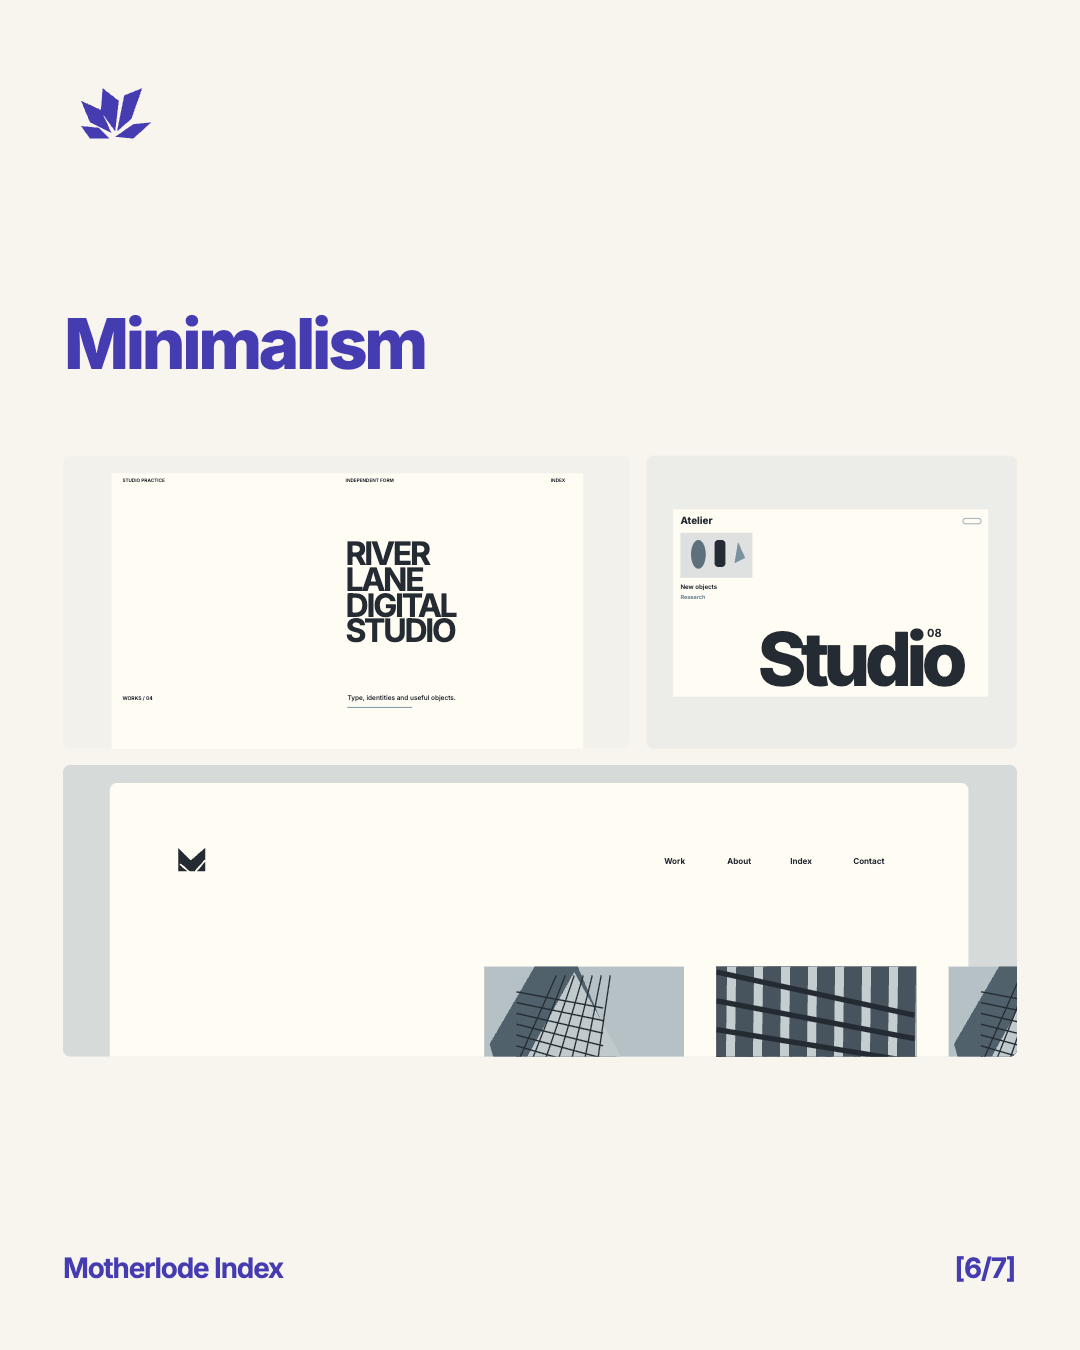 Minimalism
STUDIO PRACTICE
INDEPENDENT FORM
INDEX
RIVER
LANE
DIGITAL
STUDIO
WORKS / 04
Type, identities and useful objects.
Atelier
New objects
Research
Studio 08
Work
About
Index
Contact
Motherlode Index
[6/7]